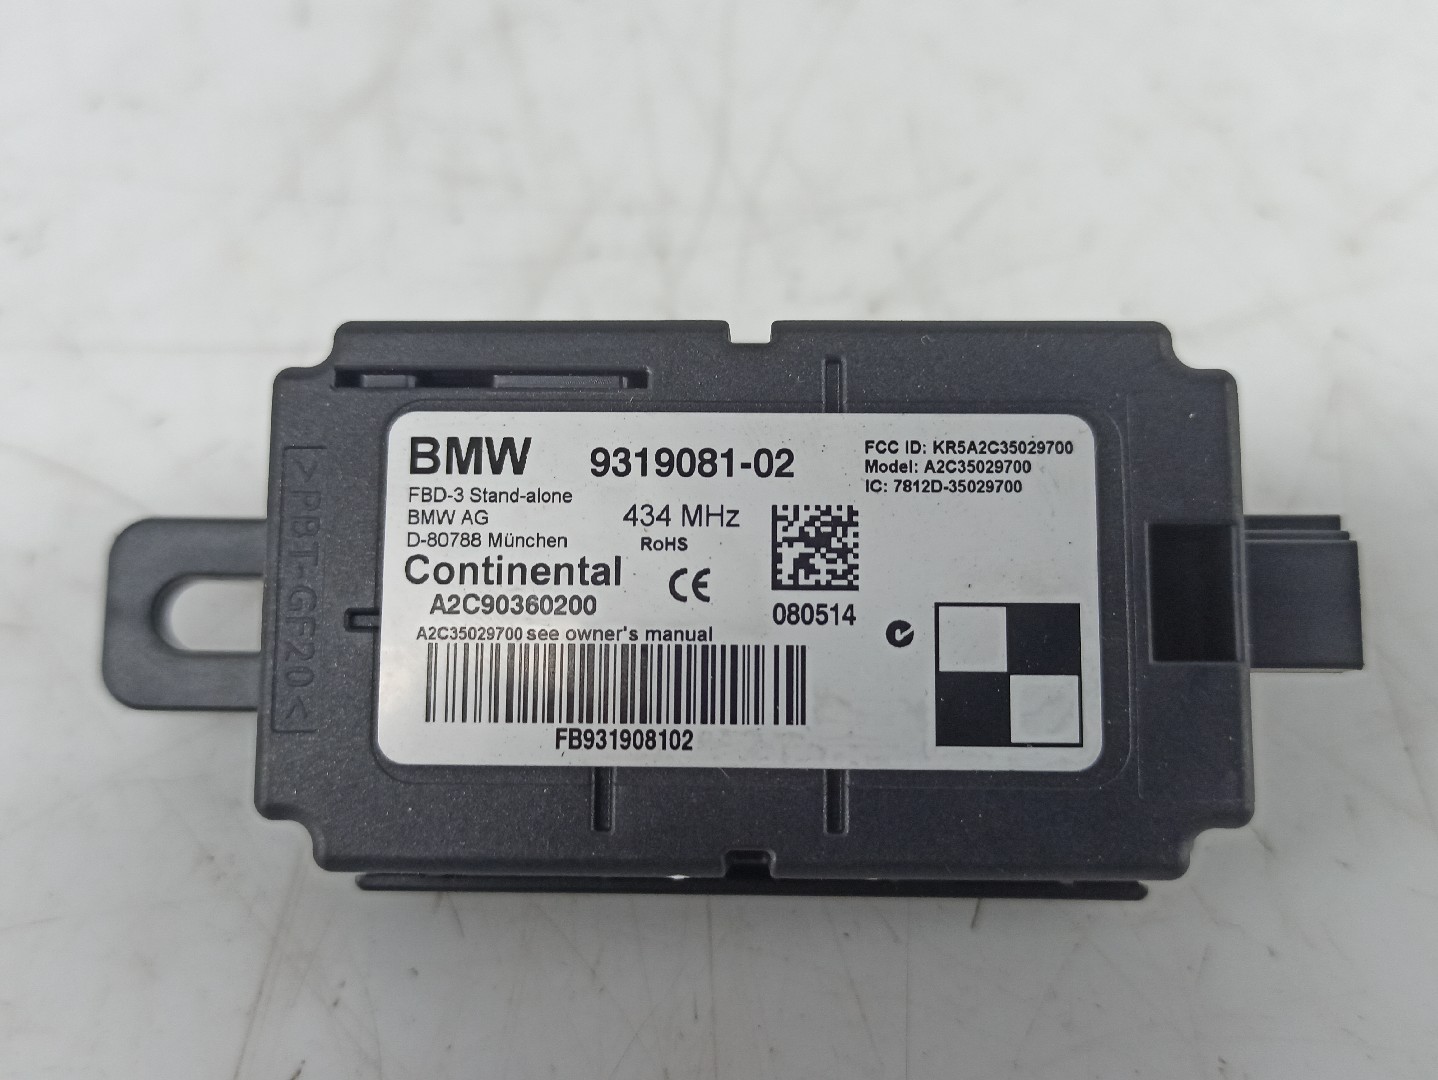 BMW 9319081-02
FCC ID: KR5A2C35029700
Model: A2C35029700
IC: 7812D-35029700
FBD-3 Stand-alone
BMW AG
D-80788 München
434 MHz
RoHS
Continental
CE
A2C90360200
080514
A2C35029700 see owner's manual
FB931908102
>PBT-GF20<